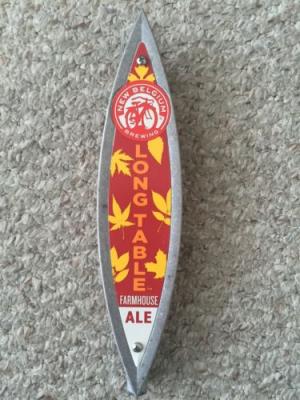 NEW BELGIUM
BREWING
LONG TABLE
FARMHOUSE
ALE